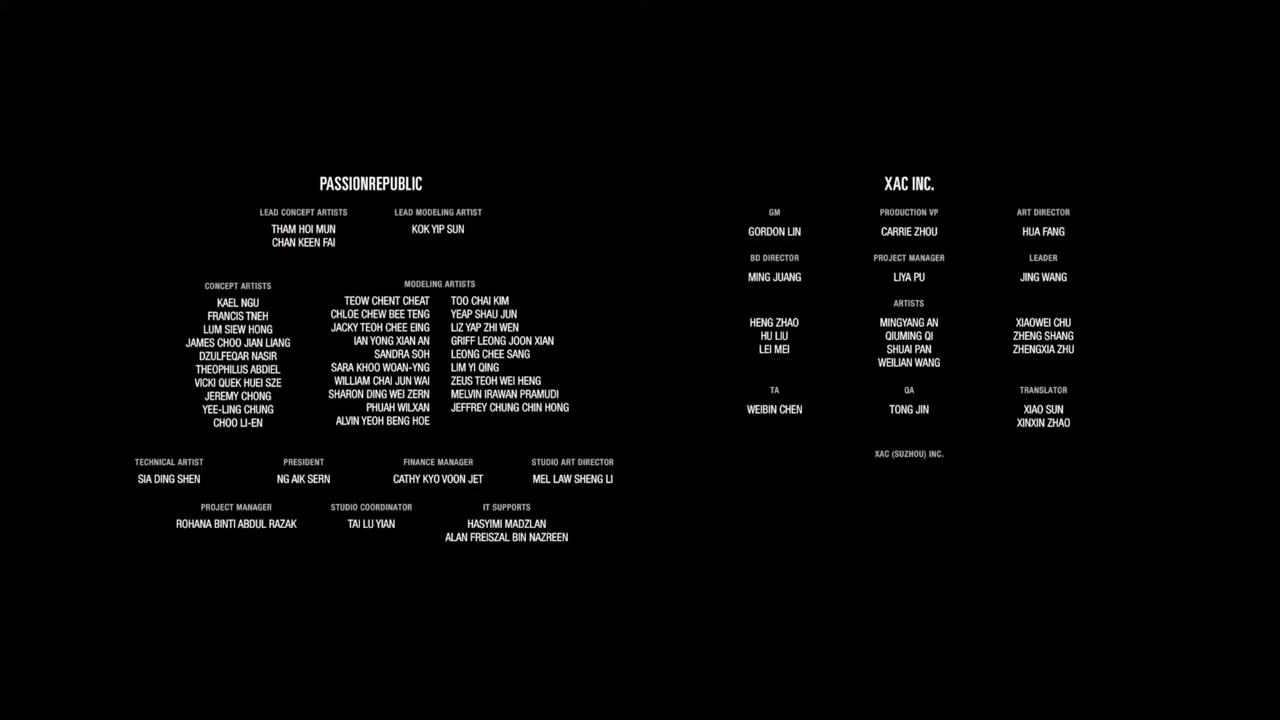 PASSIONREPUBLIC
LEAD CONCEPT ARTISTS
THAM HOI MUN
CHAN KEEN FAI
LEAD MODELING ARTIST
KOK YIP SUN
CONCEPT ARTISTS
KAEL NGU
FRANCIS TNEH
LUM SIEW HONG
JAMES CHOO JIAN LIANG
DZULFEQAR NASIR
THEOPHILUS ABDIEL
VICKI QUEK HUEI SZE
JEREMY CHONG
YEE-LING CHUNG
CHOO LI-EN
MODELING ARTISTS
TEOW CHENT CHEAT
CHLOE CHEW BEE TENG
JACKY TEOH CHEE EING
IAN YONG XIAN AN
SANDRA SOH
SARA KHOO WOAN-YNG
WILLIAM CHAI JUN WAI
SHARON DING WEI ZERN
PHUAH WILXAN
ALVIN YEOH BENG HOE
TOO CHAI KIM
YEAP SHAU JUN
LIZ YAP ZHI WEN
GRIFF LEONG JOON XIAN
LEONG CHEE SANG
LIM YI QING
ZEUS TEOH WEI HENG
MELVIN IRAWAN PRAMUDI
JEFFREY CHUNG CHIN HONG
TECHNICAL ARTIST
SIA DING SHEN
PRESIDENT
NG AIK SERN
FINANCE MANAGER
CATHY KYO VOON JET
STUDIO ART DIRECTOR
MEL LAW SHENG LI
PROJECT MANAGER
ROHANA BINTI ABDUL RAZAK
STUDIO COORDINATOR
TAI LU YIAN
IT SUPPORTS
HASYIMI MADZLAN
ALAN FREISZAL BIN NAZREEN
XAC INC.
GM
GORDON LIN
PRODUCTION VP
CARRIE ZHOU
ART DIRECTOR
HUA FANG
BD DIRECTOR
MING JUANG
PROJECT MANAGER
LIYA PU
LEADER
JING WANG
ARTISTS
HENG ZHAO
HU LIU
LEI MEI
MINGYANG AN
QIUMING QI
SHUAI PAN
WEILIAN WANG
XIAOWEI CHU
ZHENG SHANG
ZHENGXIA ZHU
TA
WEIBIN CHEN
QA
TONG JIN
TRANSLATOR
XIAO SUN
XINXIN ZHAO
XAC (SUZHOU) INC.